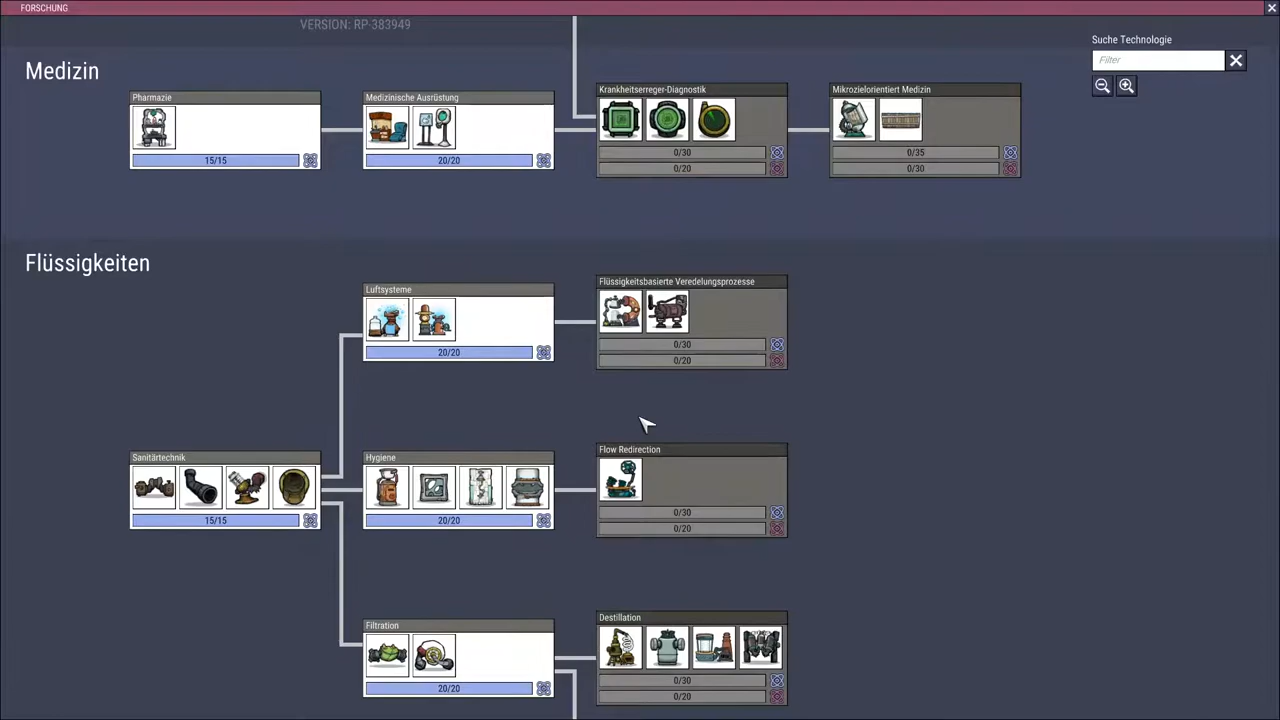 FORSCHUNG
VERSION: RP-383949
Suche Technologie
Filter
Medizin
Pharmazie
15/15
Medizinische Ausrüstung
20/20
Krankheitserreger-Diagnostik
0/30
0/20
Mikrozielorientiert Medizin
0/35
0/30
Flüssigkeiten
Luftsysteme
20/20
Flüssigkeitsbasierte Veredelungsprozesse
0/30
0/20
Sanitärtechnik
15/15
Hygiene
20/20
Flow Redirection
0/30
0/20
Filtration
20/20
Destillation
0/30
0/20